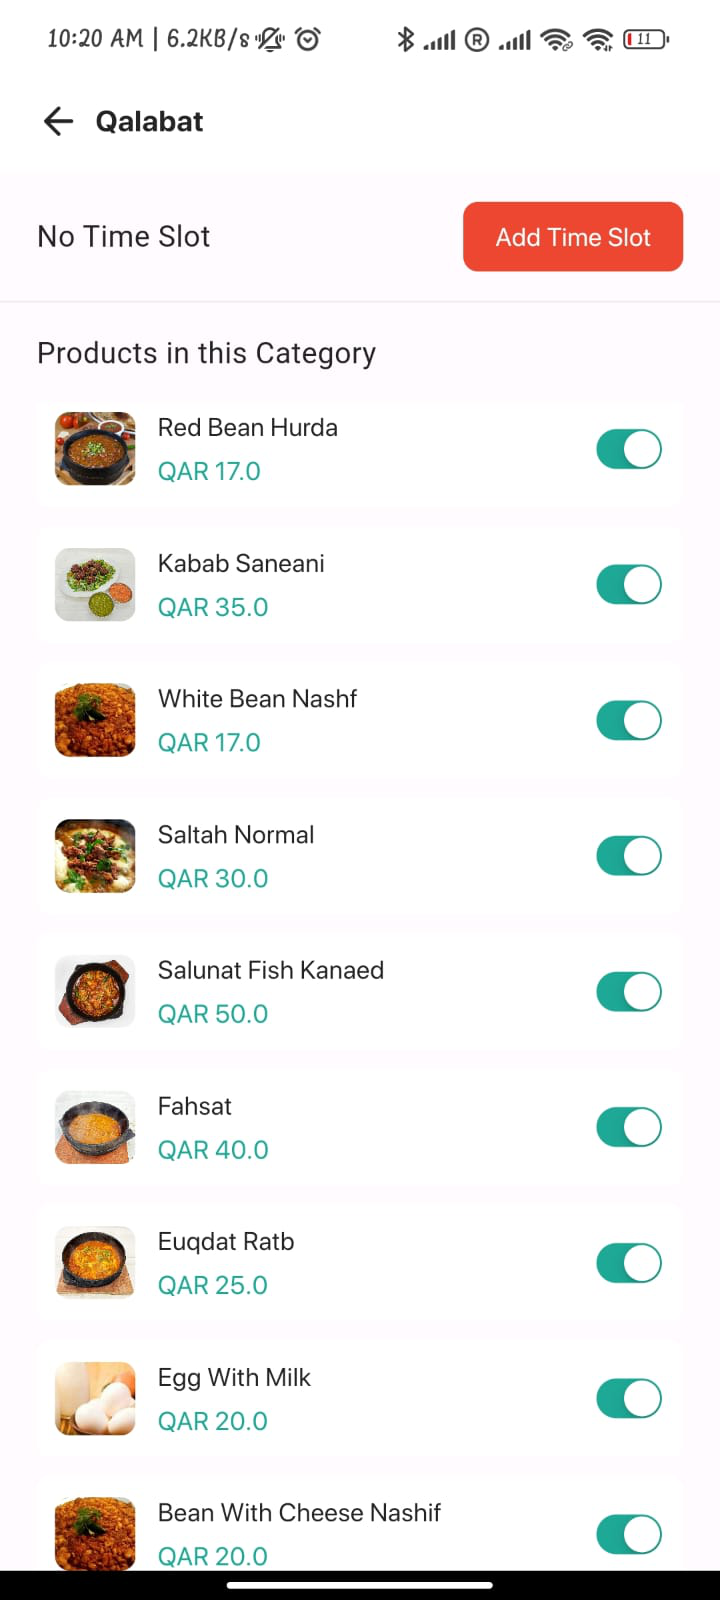 10:20 AM | 6.2KB/s
R
11
Qalabat
No Time Slot
Add Time Slot
Products in this Category
Red Bean Hurda
QAR 17.0
Kabab Saneani
QAR 35.0
White Bean Nashf
QAR 17.0
Saltah Normal
QAR 30.0
Salunat Fish Kanaed
QAR 50.0
Fahsat
QAR 40.0
Euqdat Ratb
QAR 25.0
Egg With Milk
QAR 20.0
Bean With Cheese Nashif
QAR 20.0